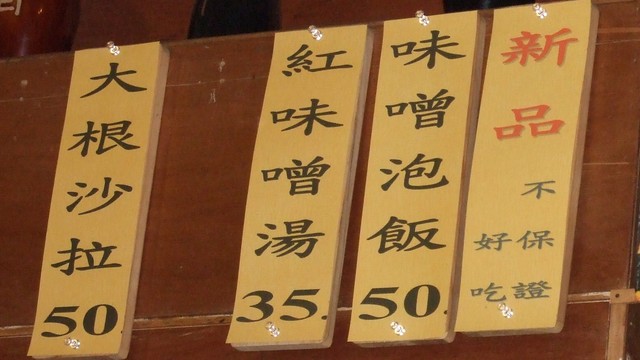 新品
不保證
好吃
味噌泡飯
50.
紅味噌湯
35.
大根沙拉
50.